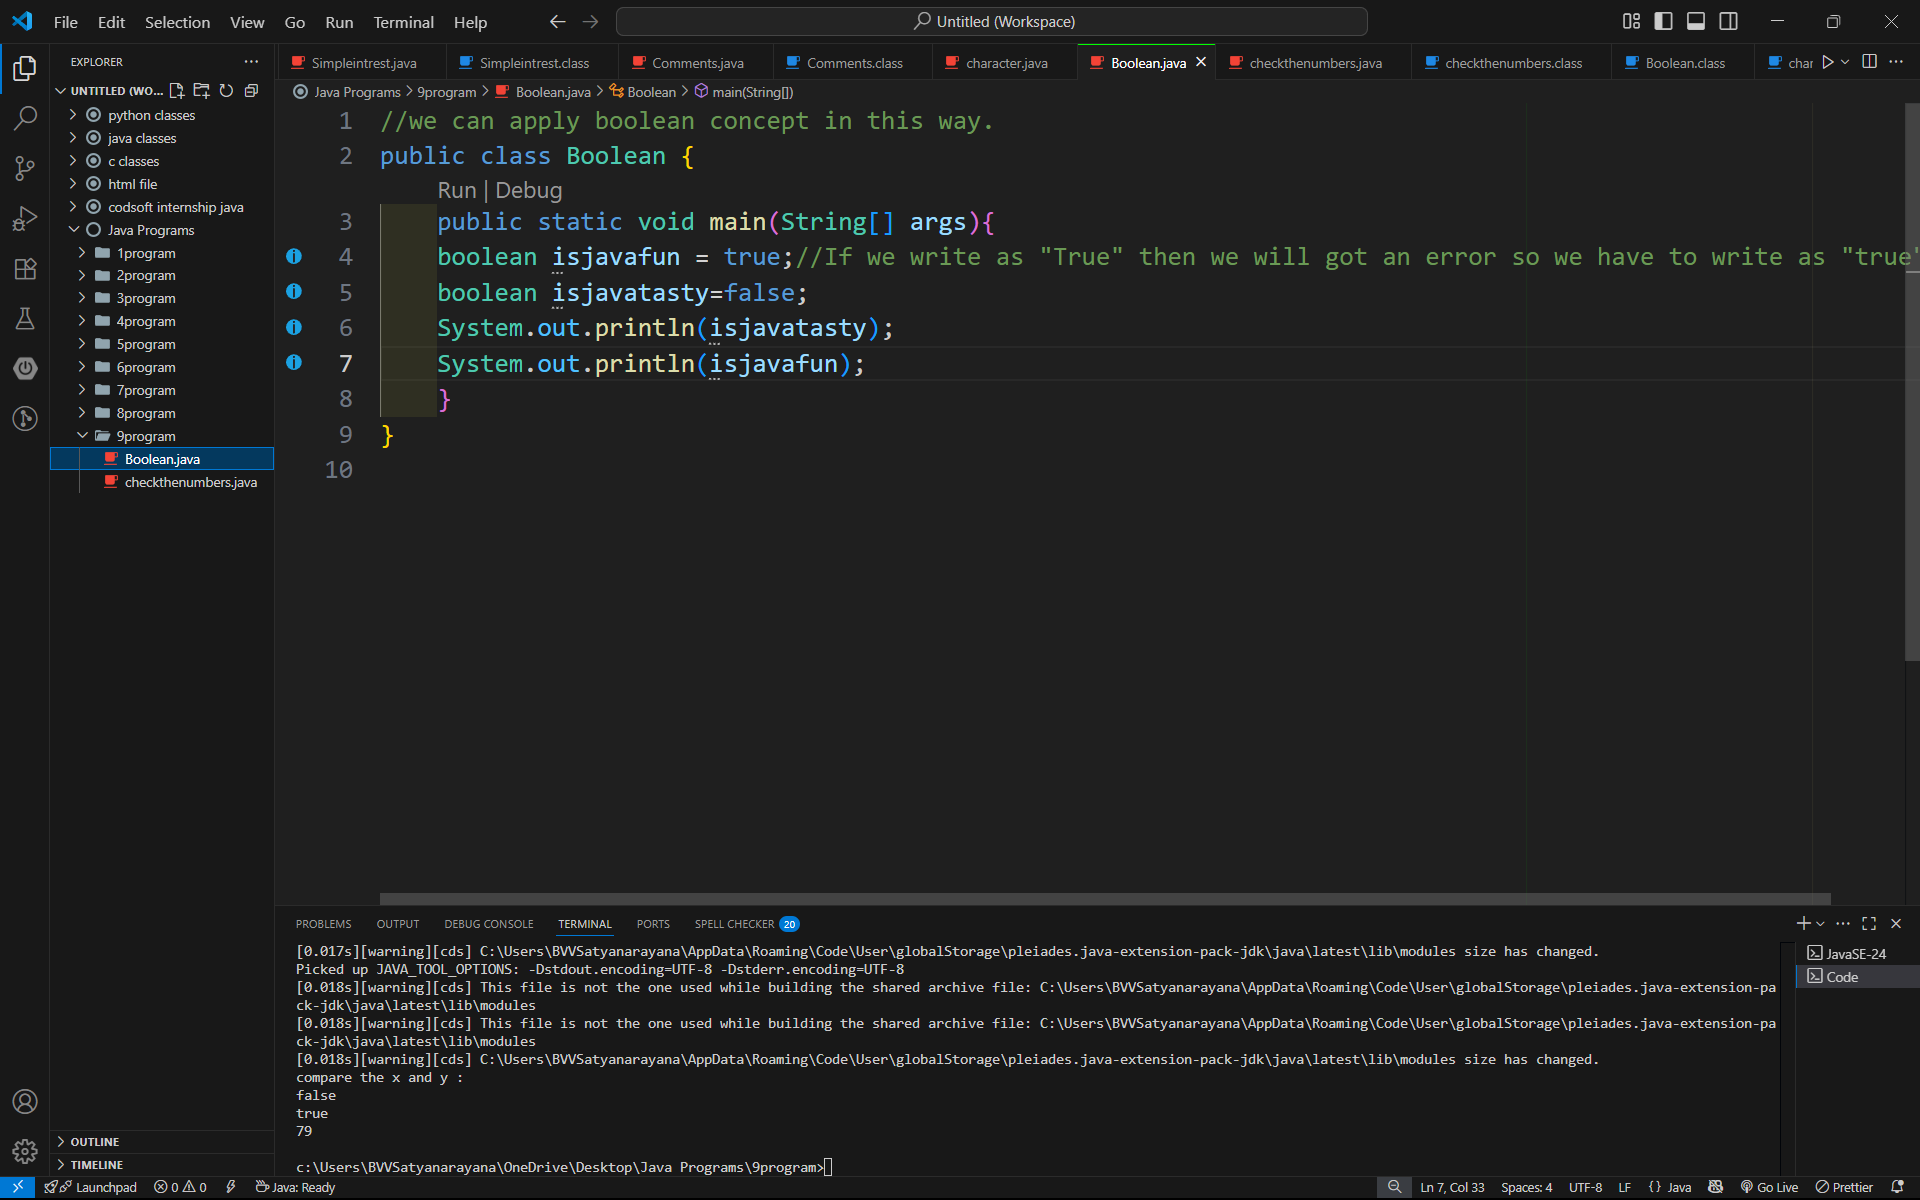 File Edit Selection View Go Run Terminal Help
Untitled (Workspace)
EXPLORER
UNTITLED (WO...
python classes
java classes
c classes
html file
codsoft internship java
Java Programs
1program
2program
3program
4program
5program
6program
7program
8program
9program
Boolean.java
checkthenumbers.java
OUTLINE
TIMELINE
Simpleintrest.java Simpleintrest.class Comments.java Comments.class character.java Boolean.java checkthenumbers.java checkthenumbers.class Boolean.class char
Java Programs > 9program > Boolean.java > Boolean > main(String[])
1 //we can apply boolean concept in this way.
2 public class Boolean {
Run | Debug
3 public static void main(String[] args){
4 boolean isjavafun = true;//If we write as "True" then we will got an error so we have to write as "true"
5 boolean isjavatasty=false;
6 System.out.println(isjavatasty);
7 System.out.println(isjavafun);
8 }
9 }
10
PROBLEMS OUTPUT DEBUG CONSOLE TERMINAL PORTS SPELL CHECKER 20
[0.017s][warning][cds] C:\Users\BVVSatyanarayana\AppData\Roaming\Code\User\globalStorage\pleiades.java-extension-pack-jdk\java\latest\lib\modules size has changed.
Picked up JAVA_TOOL_OPTIONS: -Dstdout.encoding=UTF-8 -Dstderr.encoding=UTF-8
[0.018s][warning][cds] This file is not the one used while building the shared archive file: C:\Users\BVVSatyanarayana\AppData\Roaming\Code\User\globalStorage\pleiades.java-extension-pa
ck-jdk\java\latest\lib\modules
[0.018s][warning][cds] This file is not the one used while building the shared archive file: C:\Users\BVVSatyanarayana\AppData\Roaming\Code\User\globalStorage\pleiades.java-extension-pa
ck-jdk\java\latest\lib\modules
[0.018s][warning][cds] C:\Users\BVVSatyanarayana\AppData\Roaming\Code\User\globalStorage\pleiades.java-extension-pack-jdk\java\latest\lib\modules size has changed.
compare the x and y :
false
true
79
c:\Users\BVVSatyanarayana\OneDrive\Desktop\Java Programs\9program>
JavaSE-24
Code
Launchpad 0 0 Java: Ready Ln 7, Col 33 Spaces: 4 UTF-8 LF {} Java Go Live Prettier